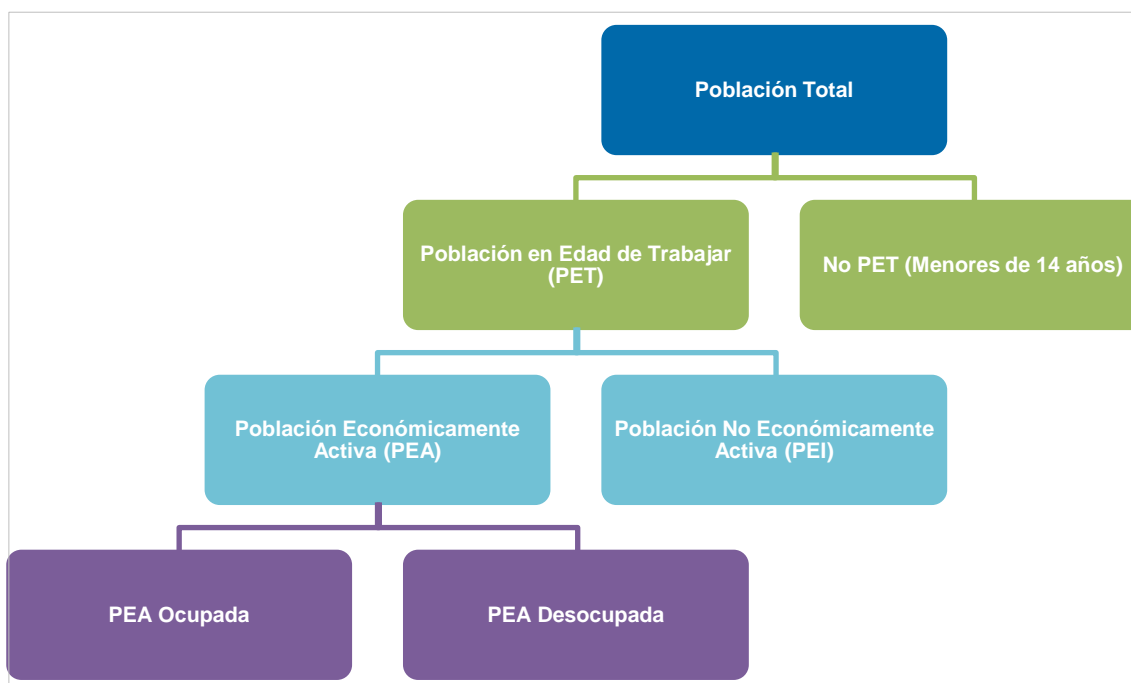 Población Total
Población en Edad de Trabajar
(PET)
No PET (Menores de 14 años)
Población Económicamente
Activa (PEA)
Población No Económicamente
Activa (PEI)
PEA Ocupada
PEA Desocupada